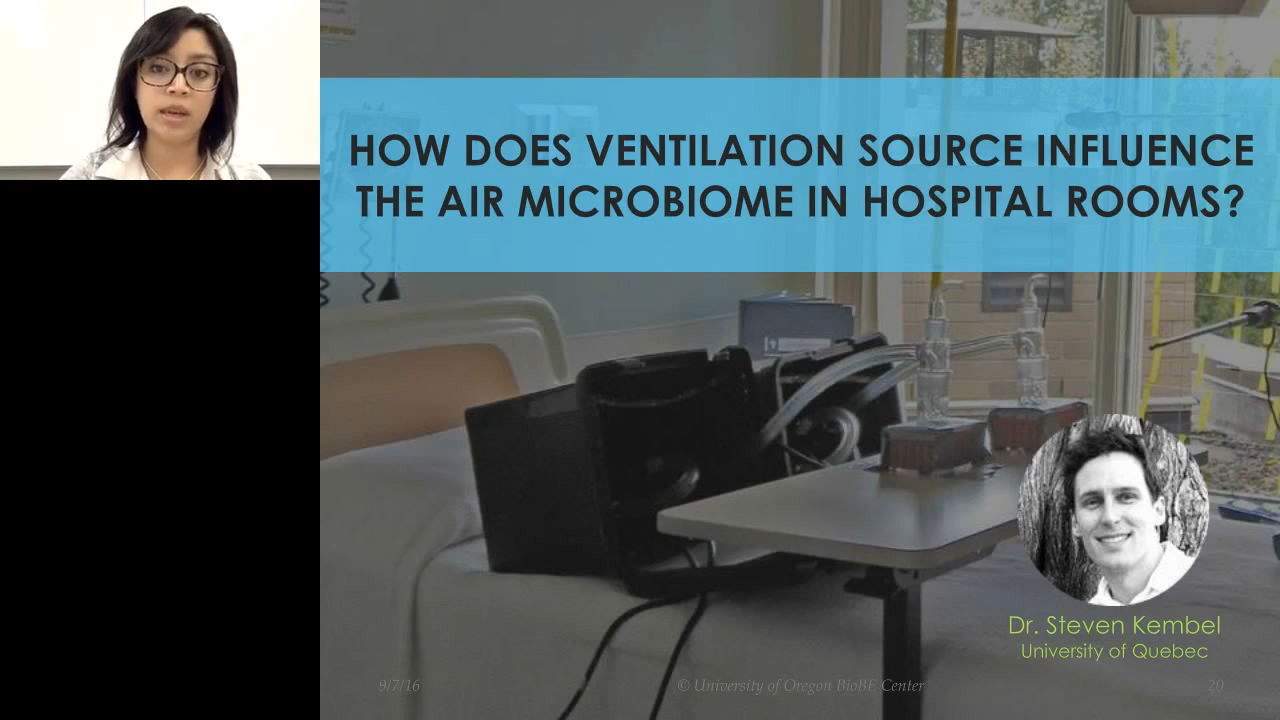 HOW DOES VENTILATION SOURCE INFLUENCE
THE AIR MICROBIOME IN HOSPITAL ROOMS?
Dr. Steven Kembel
University of Quebec
9/7/16
© University of Oregon BioBE Center
20